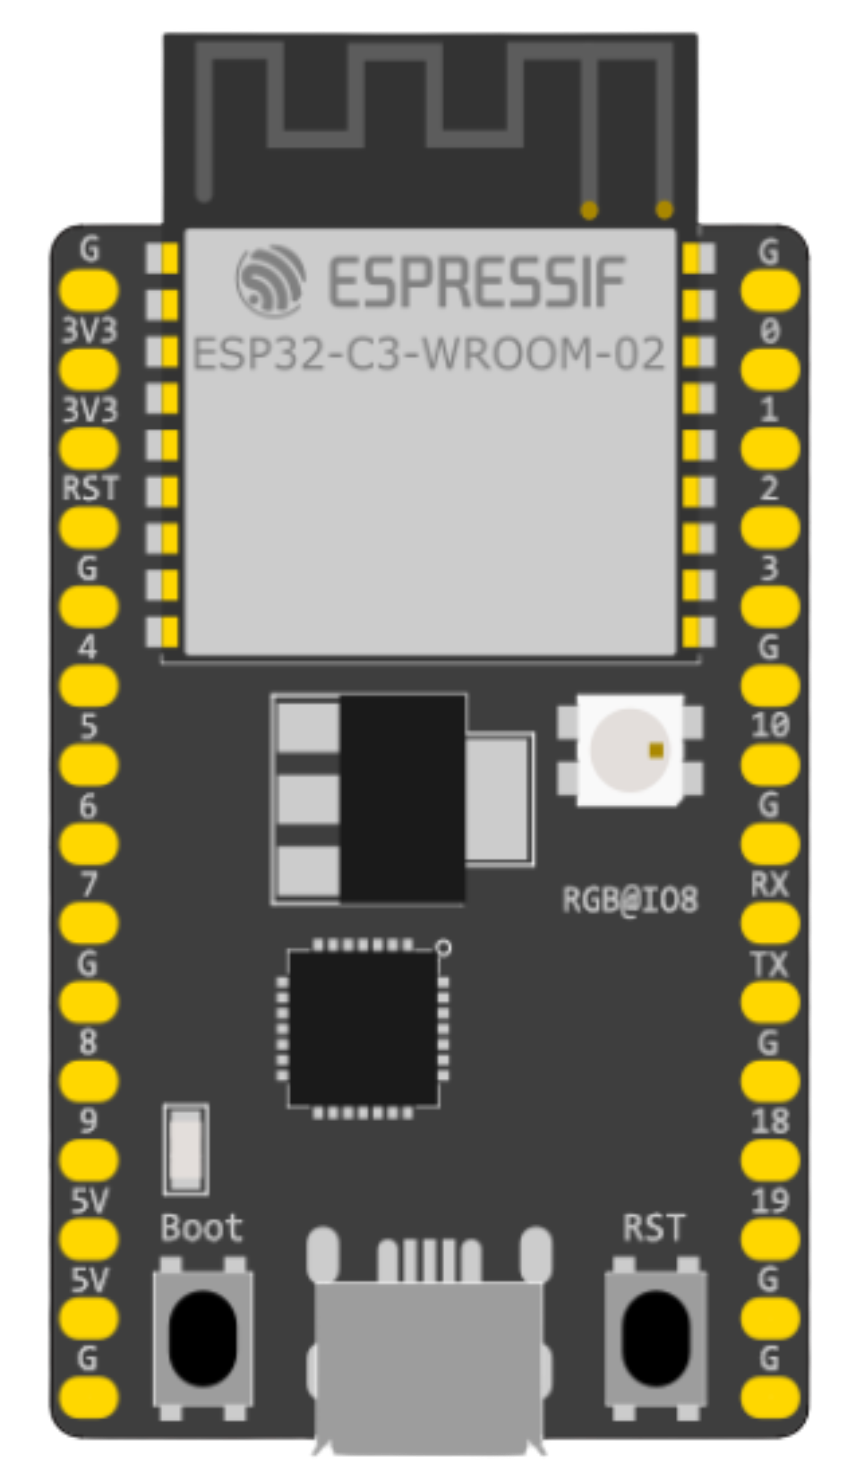 G G
ESPRESSIF
3V3 0
ESP32-C3-WROOM-02
3V3 1
RST 2
G 3
4 G
5 10
6 G
7 RX
RGB@IO8
G TX
8 G
9 18
5V 19
Boot RST
5V G
G G